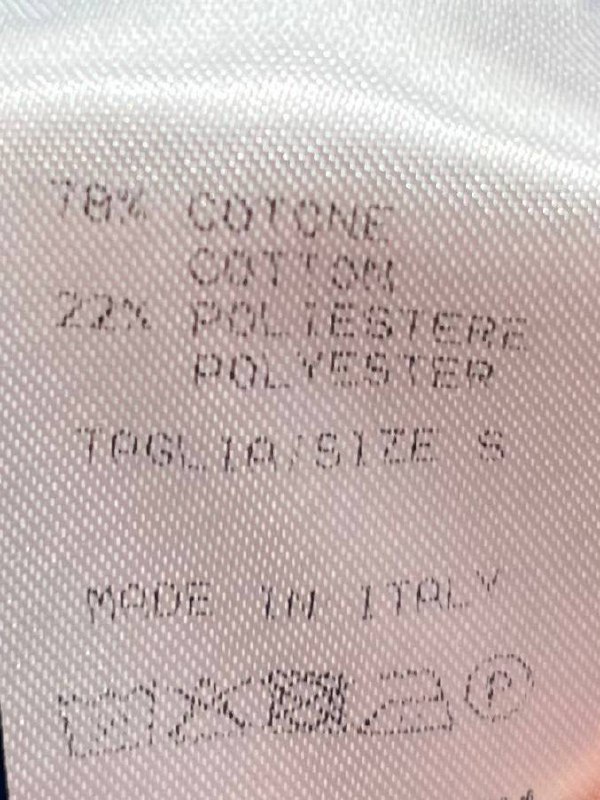 78% COTONE
COTTON
22% POLIESTERE
POLYESTER
TAGLIA/SIZE S
MADE IN ITALY
P